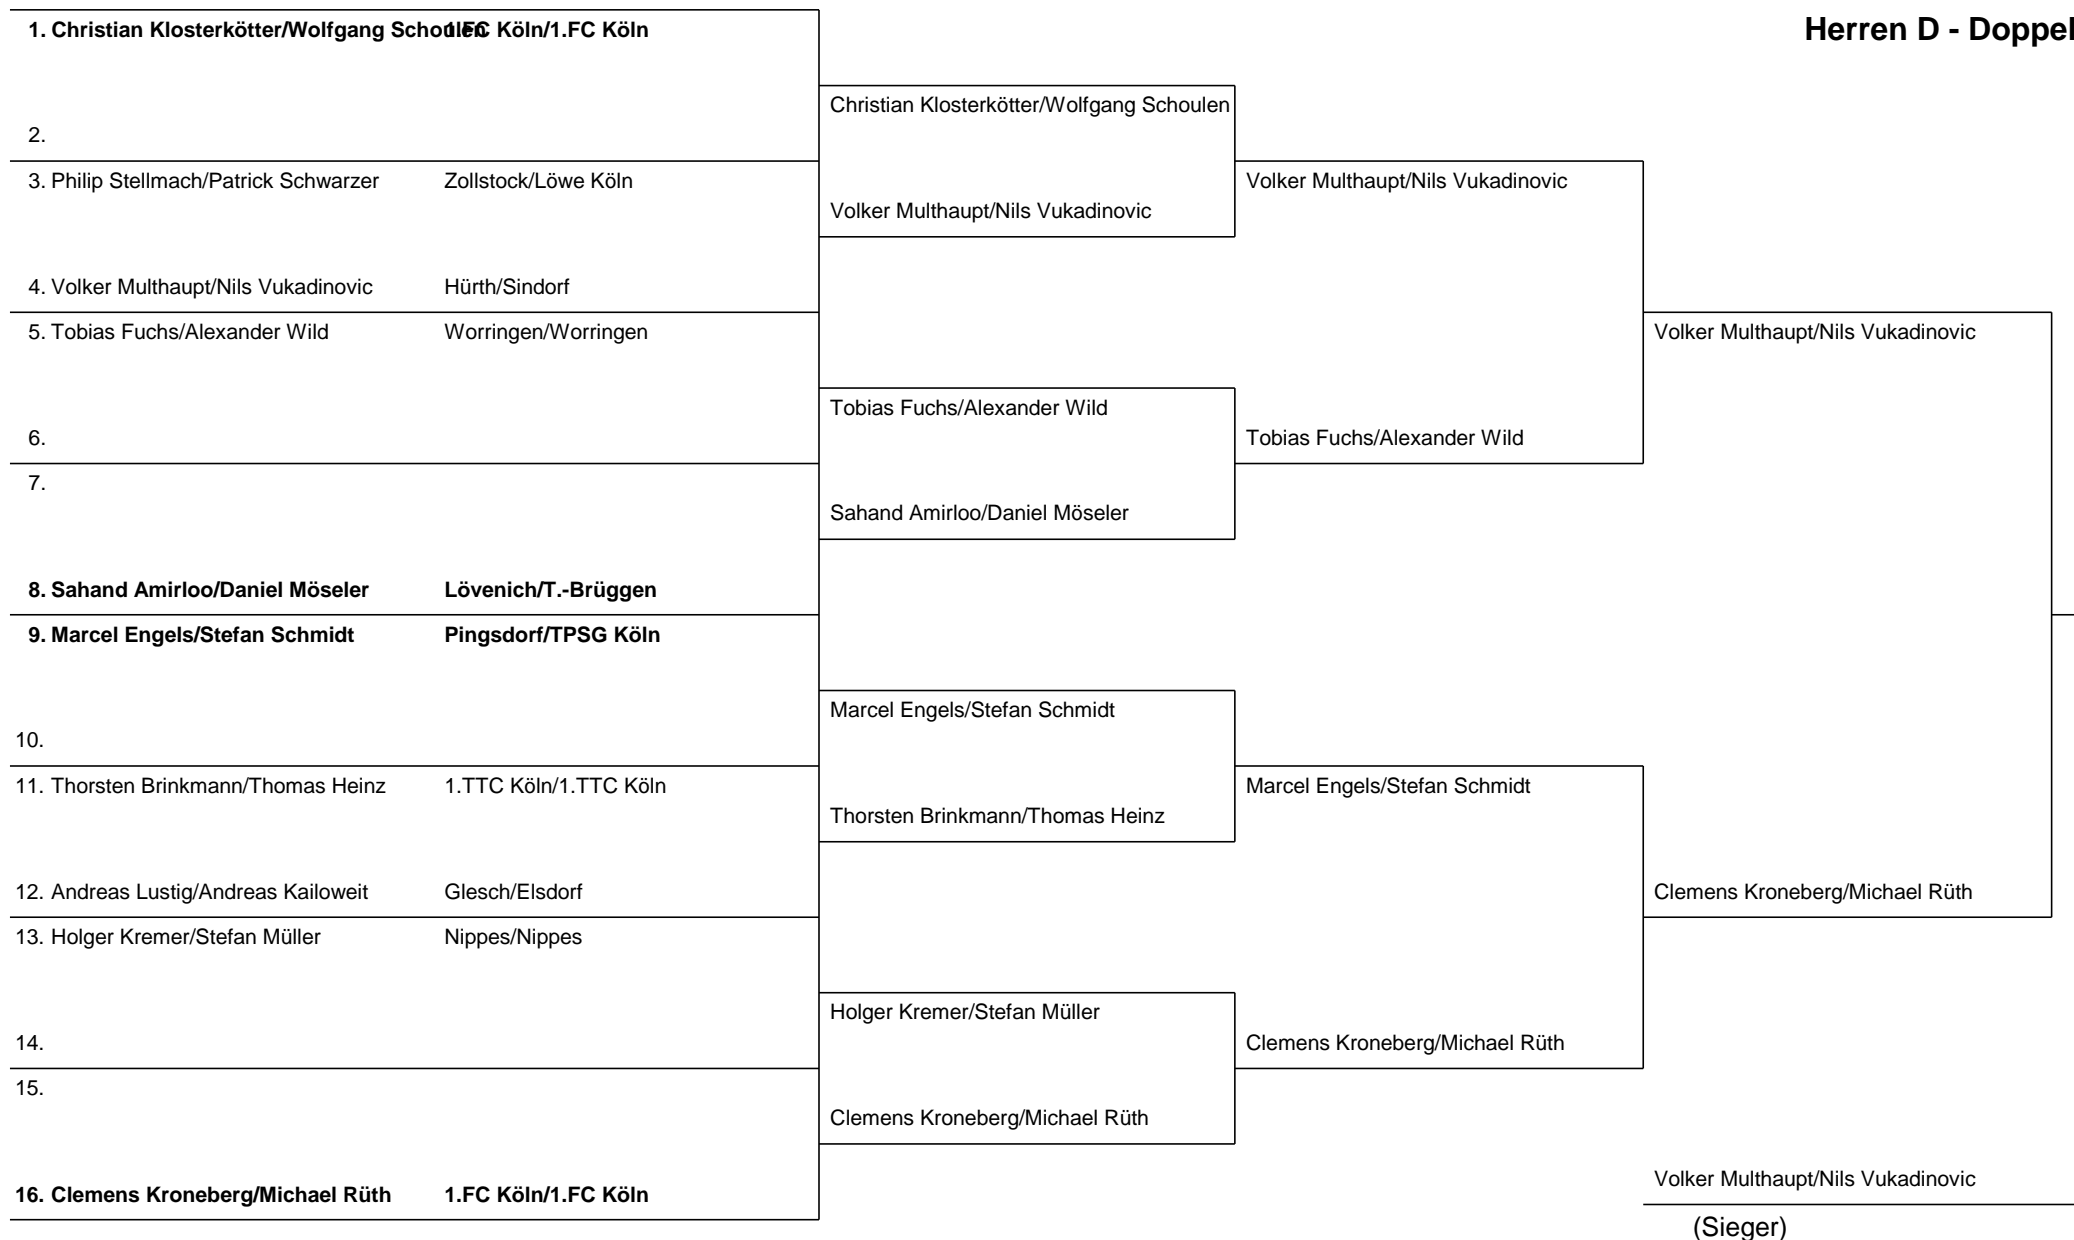 Herren D - Doppel
1. Christian Klosterkötter/Wolfgang Schoulen 1.FC Köln/1.FC Köln
2.
3. Philip Stellmach/Patrick Schwarzer Zollstock/Löwe Köln
4. Volker Multhaupt/Nils Vukadinovic Hürth/Sindorf
5. Tobias Fuchs/Alexander Wild Worringen/Worringen
6.
7.
8. Sahand Amirloo/Daniel Möseler Lövenich/T.-Brüggen
9. Marcel Engels/Stefan Schmidt Pingsdorf/TPSG Köln
10.
11. Thorsten Brinkmann/Thomas Heinz 1.TTC Köln/1.TTC Köln
12. Andreas Lustig/Andreas Kailoweit Glesch/Elsdorf
13. Holger Kremer/Stefan Müller Nippes/Nippes
14.
15.
16. Clemens Kroneberg/Michael Rüth 1.FC Köln/1.FC Köln
Christian Klosterkötter/Wolfgang Schoulen
Volker Multhaupt/Nils Vukadinovic
Tobias Fuchs/Alexander Wild
Sahand Amirloo/Daniel Möseler
Marcel Engels/Stefan Schmidt
Thorsten Brinkmann/Thomas Heinz
Holger Kremer/Stefan Müller
Clemens Kroneberg/Michael Rüth
Volker Multhaupt/Nils Vukadinovic
Tobias Fuchs/Alexander Wild
Marcel Engels/Stefan Schmidt
Clemens Kroneberg/Michael Rüth
Volker Multhaupt/Nils Vukadinovic
Clemens Kroneberg/Michael Rüth
Volker Multhaupt/Nils Vukadinovic
(Sieger)